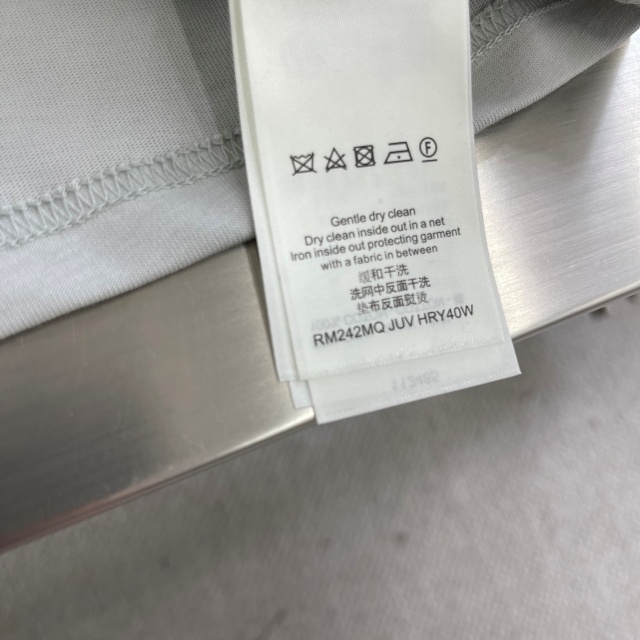 Gentle dry clean
Dry clean inside out in a net
Iron inside out protecting garment
with a fabric in between
缓和干洗
洗网中反面干洗
垫布反面熨烫
RM242MQ JUV HRY40W